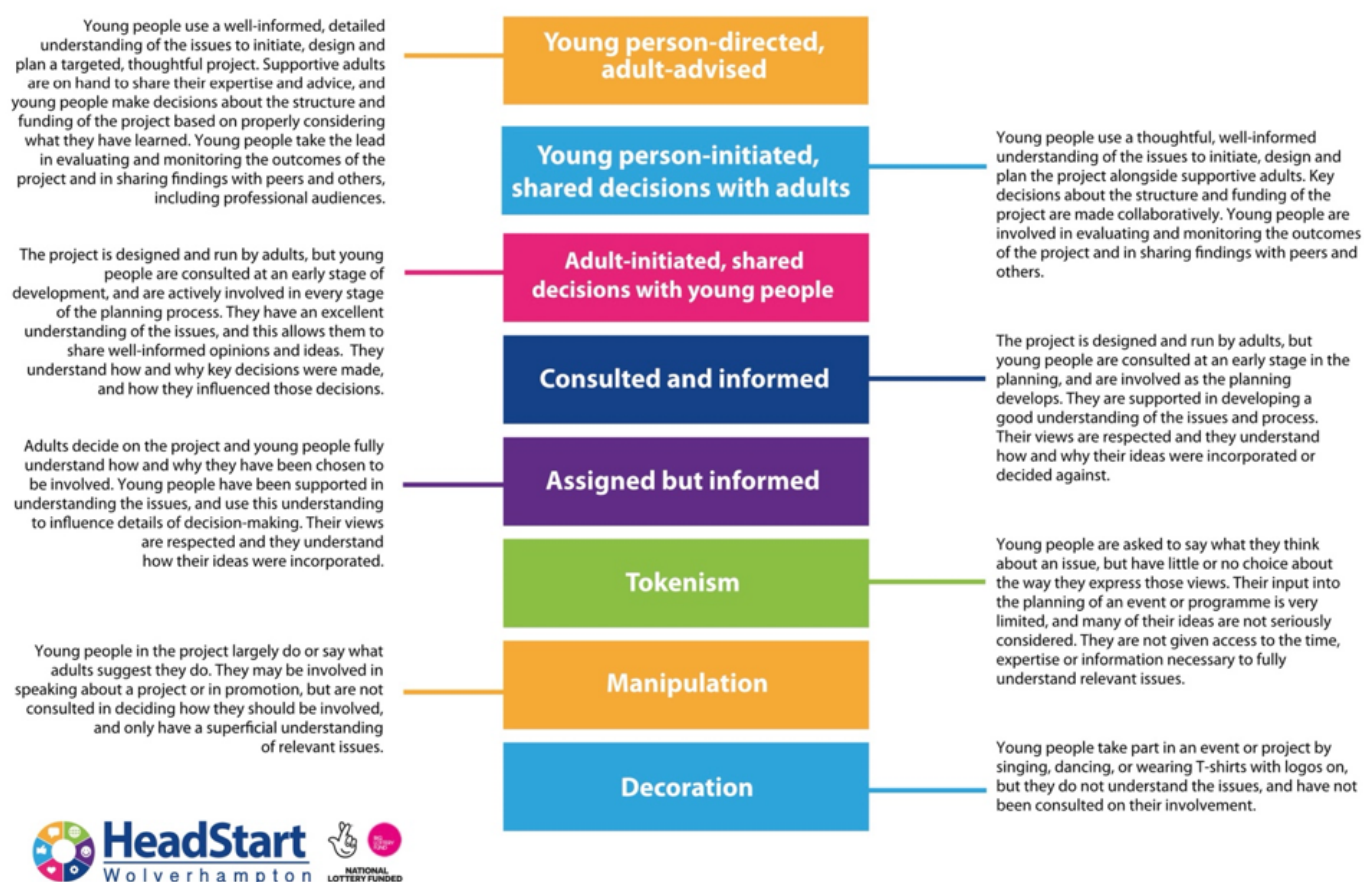 Young people use a well-informed, detailed
understanding of the issues to initiate, design and
plan a targeted, thoughtful project. Supportive adults
are on hand to share their expertise and advice, and
young people make decisions about the structure and
funding of the project based on properly considering
what they have learned. Young people take the lead
in evaluating and monitoring the outcomes of the
project and in sharing findings with peers and others,
including professional audiences.
Young person-directed,
adult-advised
Young person-initiated,
shared decisions with adults
Young people use a thoughtful, well-informed
understanding of the issues to initiate, design and
plan the project alongside supportive adults. Key
decisions about the structure and funding of the
project are made collaboratively. Young people are
involved in evaluating and monitoring the outcomes
of the project and in sharing findings with peers and
others.
The project is designed and run by adults, but young
people are consulted at an early stage of
development, and are actively involved in every stage
of the planning process. They have an excellent
understanding of the issues, and this allows them to
share well-informed opinions and ideas. They
understand how and why key decisions were made,
and how they influenced those decisions.
Adult-initiated, shared
decisions with young people
Consulted and informed
The project is designed and run by adults, but
young people are consulted at an early stage in the
planning, and are involved as the planning
develops. They are supported in developing a
good understanding of the issues and process.
Their views are respected and they understand
how and why their ideas were incorporated or
decided against.
Adults decide on the project and young people fully
understand how and why they have been chosen to
be involved. Young people have been supported in
understanding the issues, and use this understanding
to influence details of decision-making. Their views
are respected and they understand
how their ideas were incorporated.
Assigned but informed
Tokenism
Young people are asked to say what they think
about an issue, but have little or no choice about
the way they express those views. Their input into
the planning of an event or programme is very
limited, and many of their ideas are not seriously
considered. They are not given access to the time,
expertise or information necessary to fully
understand relevant issues.
Young people in the project largely do or say what
adults suggest they do. They may be involved in
speaking about a project or in promotion, but are not
consulted in deciding how they should be involved,
and only have a superficial understanding
of relevant issues.
Manipulation
Decoration
Young people take part in an event or project by
singing, dancing, or wearing T-shirts with logos on,
but they do not understand the issues, and have not
been consulted on their involvement.
HeadStart
Wolverhampton
BIG
LOTTERY
FUND
NATIONAL
LOTTERY FUNDED